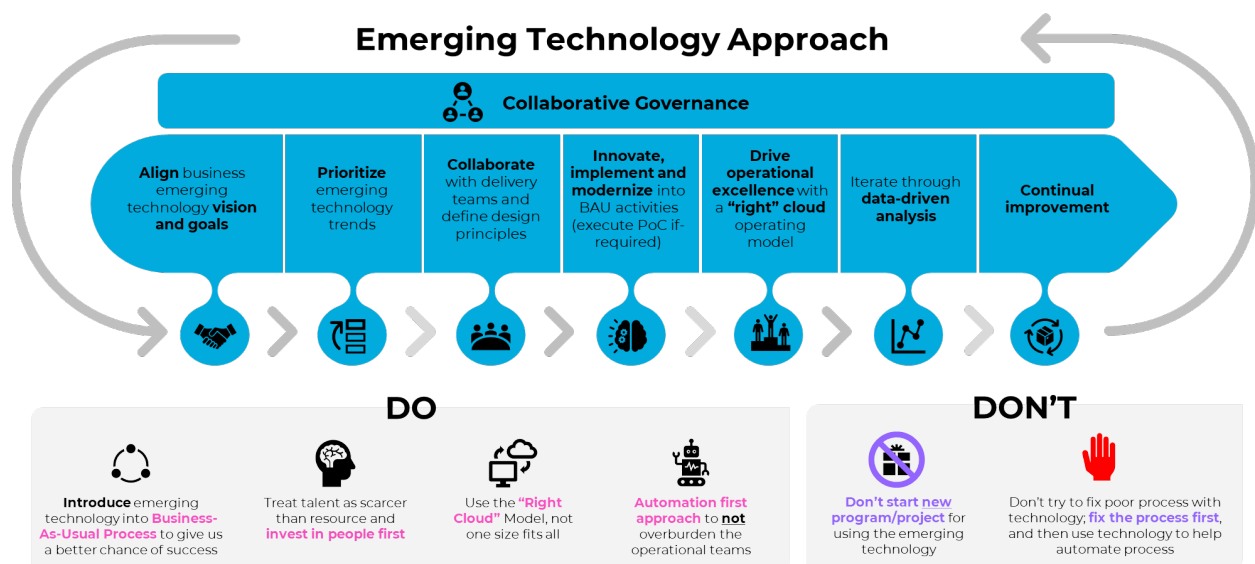 Emerging Technology Approach
Collaborative Governance
Align business
emerging
technology vision
and goals
Prioritize
emerging
technology
trends
Collaborate
with delivery
teams and
define design
principles
Innovate,
implement and
modernize into
BAU activities
(execute PoC if-
required)
Drive
operational
excellence with
a “right” cloud
operating
model
Iterate through
data-driven
analysis
Continual
improvement
DO
Introduce emerging
technology into Business-
As-Usual Process to give us
a better chance of success
Treat talent as scarcer
than resource and
invest in people first
Use the “Right
Cloud” Model, not
one size fits all
Automation first
approach to not
overburden the
operational teams
DON’T
Don’t start new
program/project for
using the emerging
technology
Don’t try to fix poor process with
technology; fix the process first,
and then use technology to help
automate process